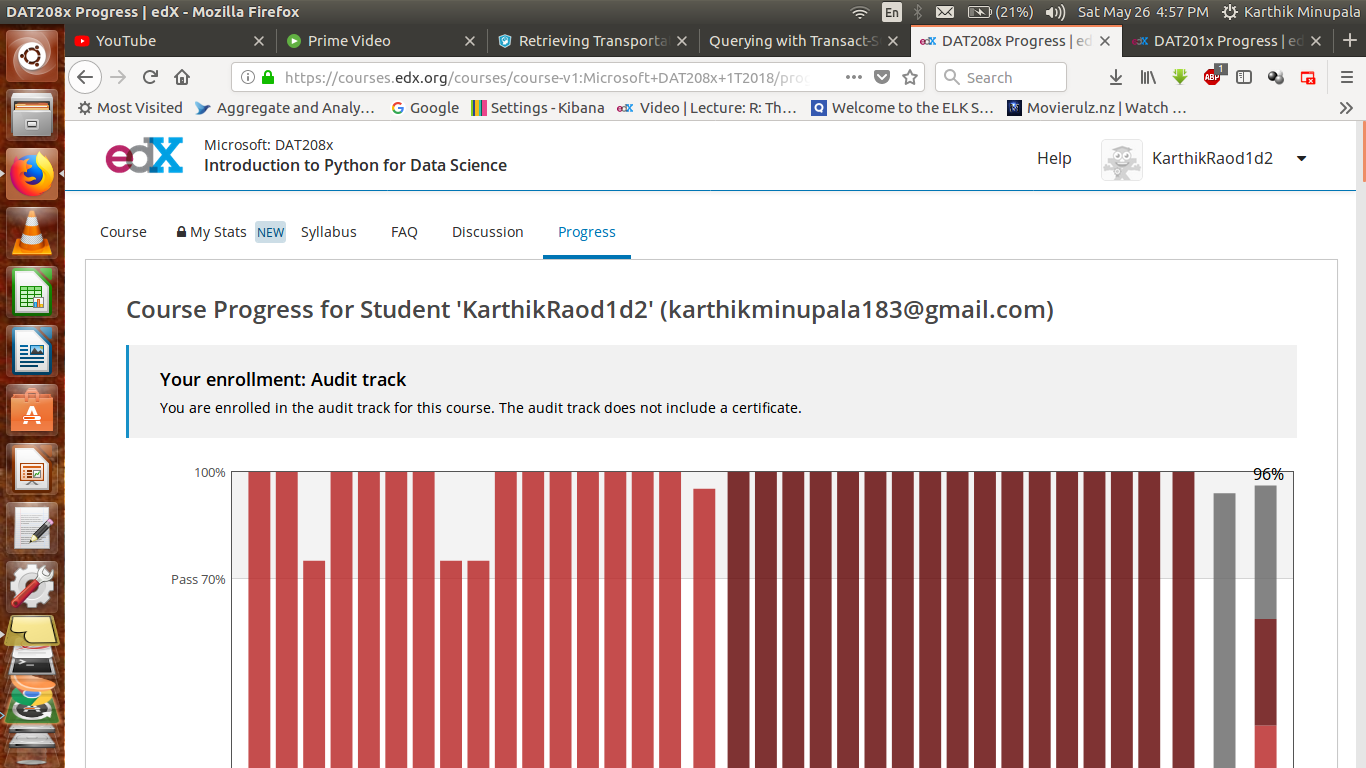 DAT208x Progress | edX - Mozilla Firefox
En (21%) Sat May 26 4:57 PM Karthik Minupala
YouTube Prime Video Retrieving Transporta Querying with Transact-S edX DAT208x Progress | ed edX DAT201x Progress | ed
https://courses.edx.org/courses/course-v1:Microsoft+DAT208x+1T2018/pro Search ABP 1
Most Visited Aggregate and Analy… G Google Settings - Kibana edX Video | Lecture: R: Th… Q Welcome to the ELK S… Movierulz.nz | Watch …
edX
Microsoft: DAT208x
Introduction to Python for Data Science
Help KarthikRaod1d2
Course My Stats NEW Syllabus FAQ Discussion Progress
Course Progress for Student 'KarthikRaod1d2' (karthikminupala183@gmail.com)
Your enrollment: Audit track
You are enrolled in the audit track for this course. The audit track does not include a certificate.
100% 96%
Pass 70%